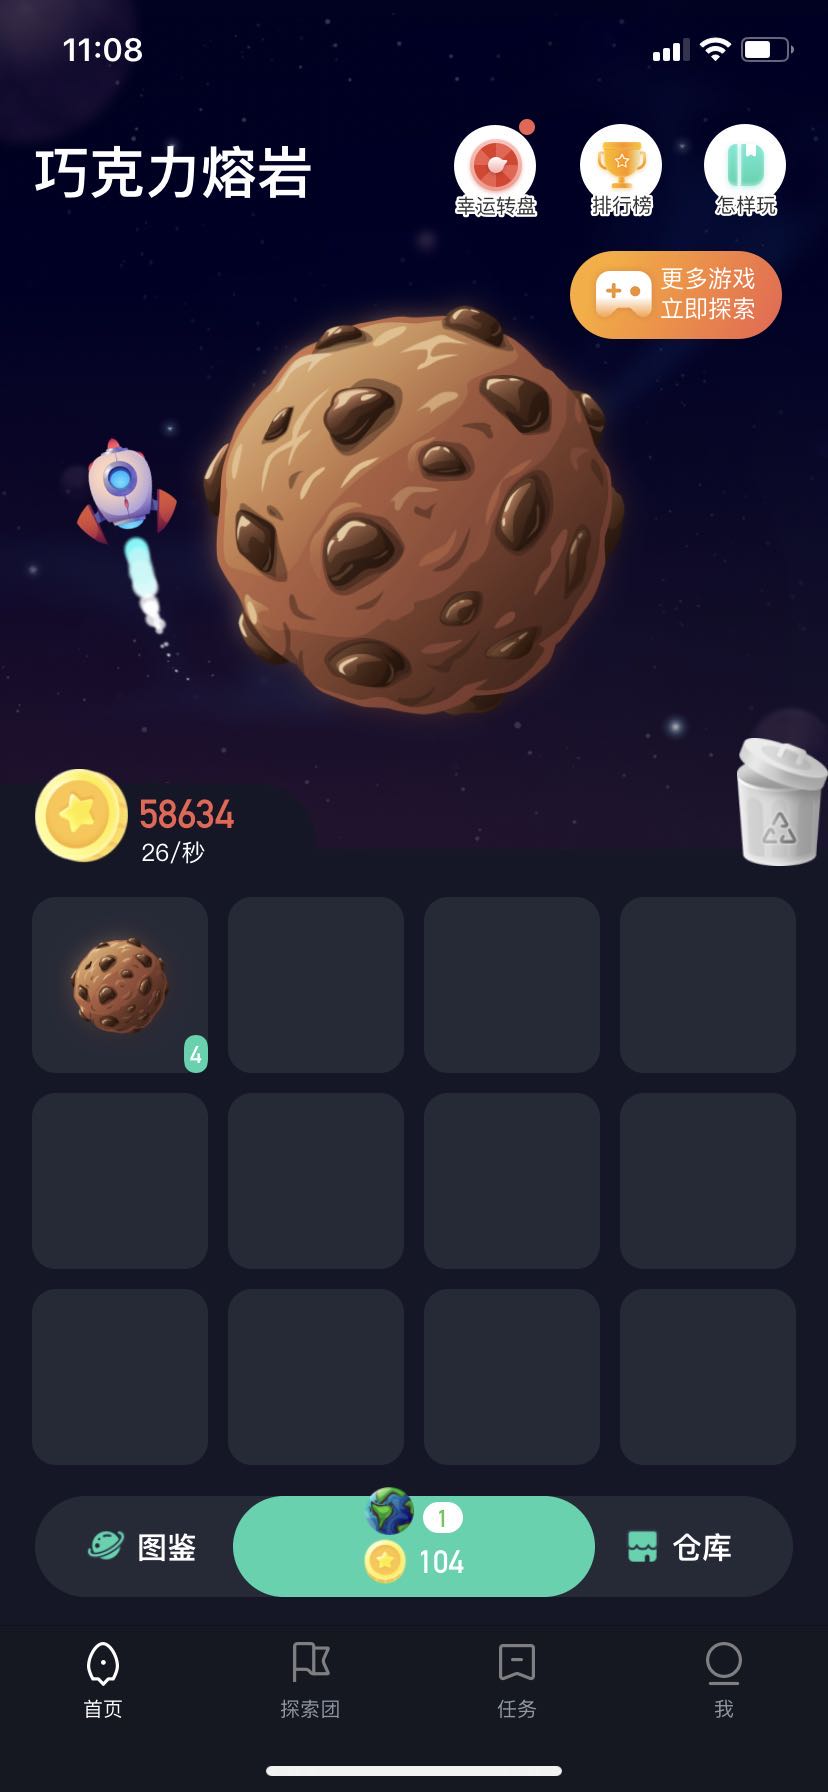 11:08
巧克力熔岩
幸运转盘
排行榜
怎样玩
更多游戏
立即探索
58634
26/秒
4
图鉴
1
104
仓库
首页
探索团
任务
我